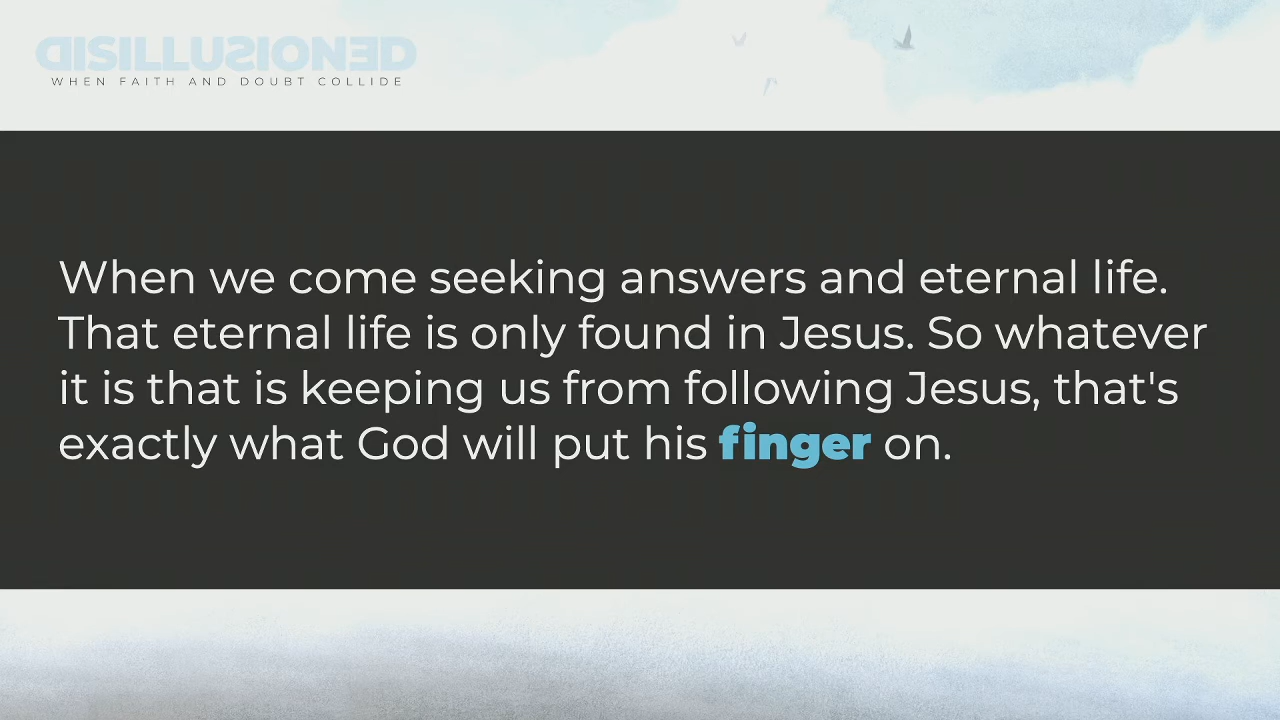 DISILLUSIONED
WHEN FAITH AND DOUBT COLLIDE
When we come seeking answers and eternal life.
That eternal life is only found in Jesus. So whatever
it is that is keeping us from following Jesus, that's
exactly what God will put his finger on.